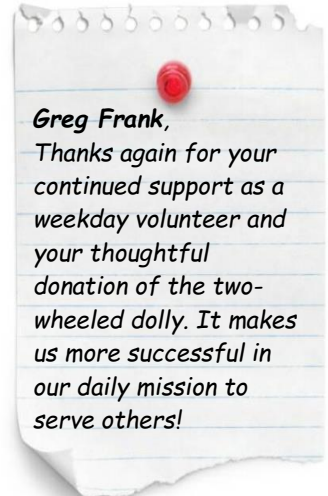 Greg Frank,
Thanks again for your
continued support as a
weekday volunteer and
your thoughtful
donation of the two-
wheeled dolly. It makes
us more successful in
our daily mission to
serve others!